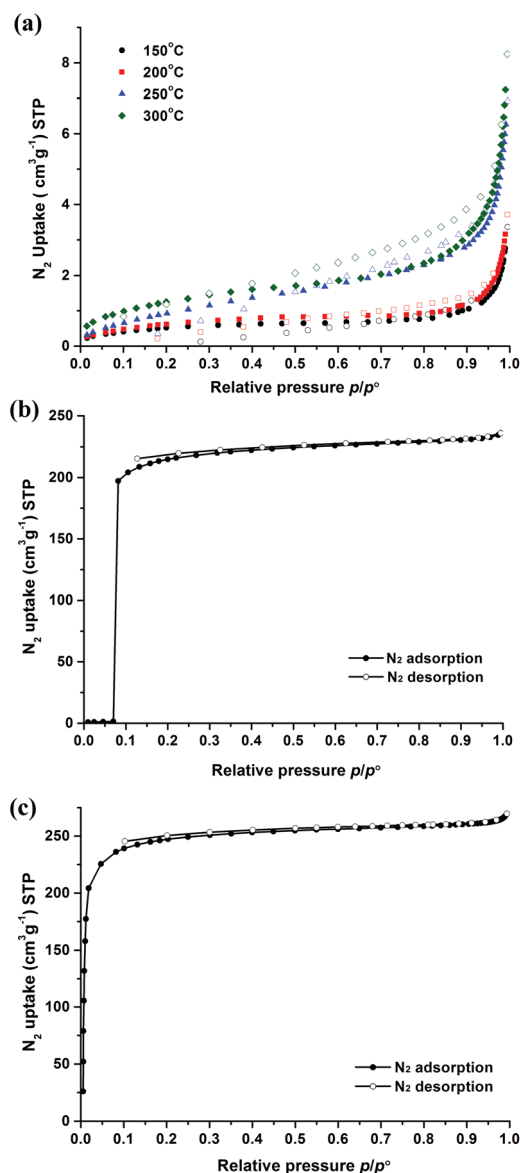 (a)
150°C
200°C
250°C
300°C
N₂ Uptake ( cm³g⁻¹) STP
8
6
4
2
0
0.0 0.1 0.2 0.3 0.4 0.5 0.6 0.7 0.8 0.9 1.0
Relative pressure p/p°
(b)
N₂ uptake (cm³g⁻¹) STP
250
200
150
100
50
0
N₂ adsorption
N₂ desorption
0.0 0.1 0.2 0.3 0.4 0.5 0.6 0.7 0.8 0.9 1.0
Relative pressure p/p°
(c)
N₂ uptake (cm³g⁻¹) STP
250
200
150
100
50
0
N₂ adsorption
N₂ desorption
0.0 0.1 0.2 0.3 0.4 0.5 0.6 0.7 0.8 0.9 1.0
Relative pressure p/p°